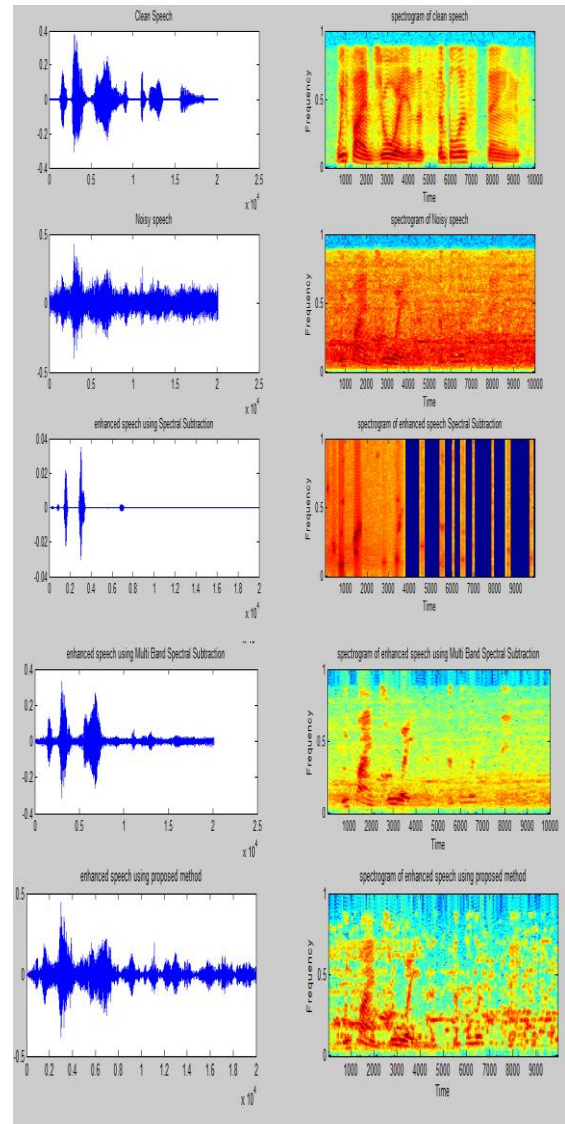 Clean Speech
0.4
0.2
0
-0.2
-0.4
0 0.5 1 1.5 2 2.5
x 10^4
spectrogram of clean speech
Frequency
1
0.5
0
1000 2000 3000 4000 5000 6000 7000 8000 9000 10000
Time
Noisy speech
0.5
0
-0.5
0 0.5 1 1.5 2 2.5
x 10^4
spectrogram of Noisy speech
Frequency
1
0.5
0
1000 2000 3000 4000 5000 6000 7000 8000 9000 10000
Time
enhanced speech using Spectral Subtraction
0.04
0.02
0
-0.02
-0.04
0 0.2 0.4 0.6 0.8 1 1.2 1.4 1.6 1.8 2
x 10^4
spectrogram of enhanced speech Spectral Subtraction
Frequency
1
0.5
0
1000 2000 3000 4000 5000 6000 7000 8000 9000
Time
enhanced speech using Multi Band Spectral Subtraction
0.4
0.2
0
-0.2
-0.4
0 0.5 1 1.5 2 2.5
x 10^4
spectrogram of enhanced speech using Multi Band Spectral Subtraction
Frequency
1
0.5
0
1000 2000 3000 4000 5000 6000 7000 8000 9000 10000
Time
enhanced speech using proposed method
0.5
0
-0.5
0 0.2 0.4 0.6 0.8 1 1.2 1.4 1.6 1.8 2
x 10^4
spectrogram of enhanced speech using proposed method
Frequency
1
0.5
0
1000 2000 3000 4000 5000 6000 7000 8000 9000
Time